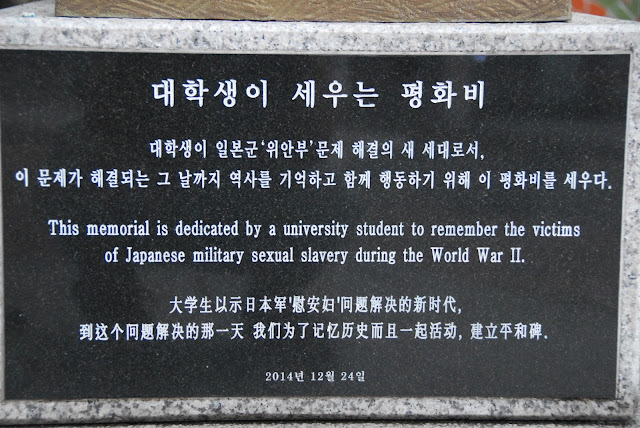 대학생이 세우는 평화비
대학생이 일본군‘위안부’문제 해결의 새 세대로서,
이 문제가 해결되는 그 날까지 역사를 기억하고 함께 행동하기 위해 이 평화비를 세우다.
This memorial is dedicated by a university student to remember the victims
of Japanese military sexual slavery during the World War II.
大学生以示日本军'慰安妇'问题解决的新时代,
到这个问题解决的那一天 我们为了记忆历史而且一起活动, 建立平和碑.
2014년 12월 24일